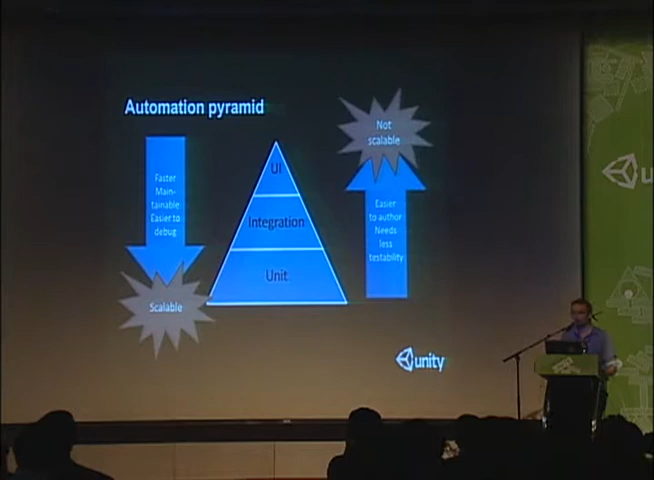 Automation pyramid
Faster
Main-
tainable
Easier to
debug
Scalable
UI
Integration
Unit
Not
scalable
Easier
to author
Needs
less
testability
unity
u